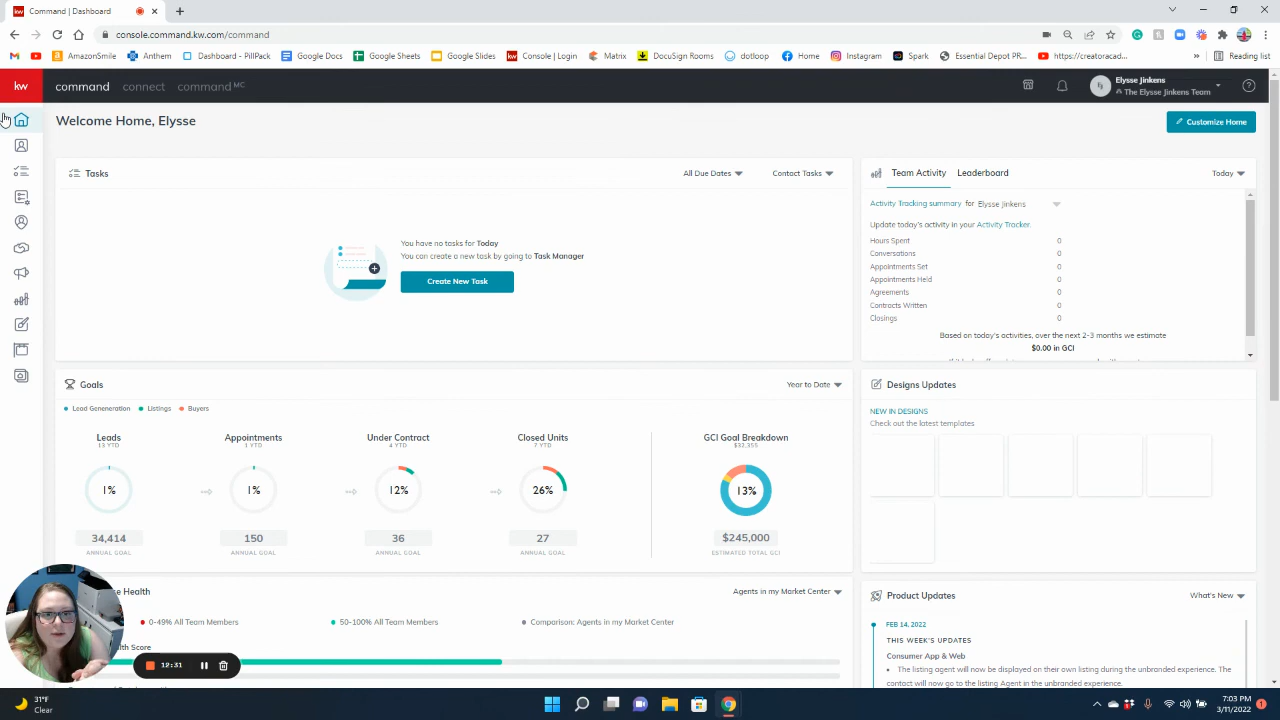 kw Command | Dashboard
console.command.kw.com/command
AmazonSmile Anthem Dashboard - PillPack Google Docs Google Sheets Google Slides Console | Login Matrix DocuSign Rooms dotloop Home Instagram Spark Essential Depot PR... https://creatoracad... » Reading list
kw command connect command MC Elysse Jinkens
The Elysse Jinkens Team
Welcome Home, Elysse
Customize Home
Tasks All Due Dates Contact Tasks
You have no tasks for Today
You can create a new task by going to Task Manager
Create New Task
Team Activity Leaderboard Today
Activity Tracking summary for Elysse Jinkens
Update today's activity in your Activity Tracker.
Hours Spent 0
Conversations 0
Appointments Set 0
Appointments Held 0
Agreements 0
Contracts Written 0
Closings 0
Based on today's activities, over the next 2-3 months we estimate
$0.00 in GCI
Goals Year to Date
Lead Geneneration Listings Buyers
Leads Appointments Under Contract Closed Units GCI Goal Breakdown
13 YTD 1 YTD 4 YTD 7 YTD $32,355
1% 1% 12% 26% 13%
34,414 150 36 27 $245,000
ANNUAL GOAL ANNUAL GOAL ANNUAL GOAL ANNUAL GOAL ESTIMATED TOTAL GCI
Designs Updates
NEW IN DESIGNS
Check out the latest templates
Health Agents in my Market Center
0-49% All Team Members 50-100% All Team Members Comparison: Agents in my Market Center
Score
Product Updates What's New
FEB 14, 2022
THIS WEEK'S UPDATES
Consumer App & Web
• The listing agent will now be displayed on their own listing during the unbranded experience. The
contact will now go to the listing Agent in the unbranded experience.
12:31
31°F
Clear
7:03 PM
3/11/2022
1